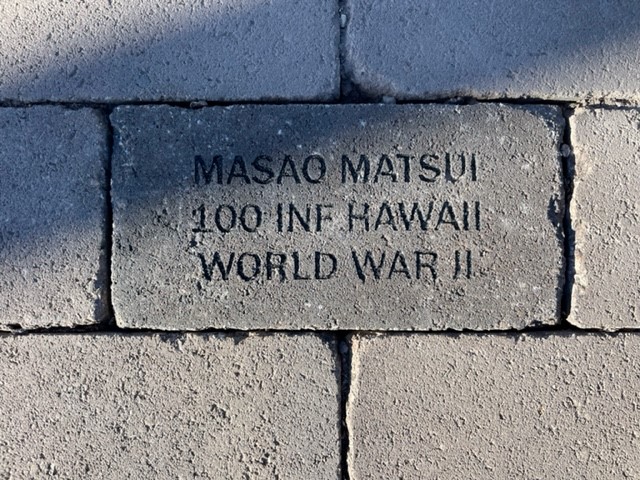 MASAO MATSUI
100 INF HAWAII
WORLD WAR II